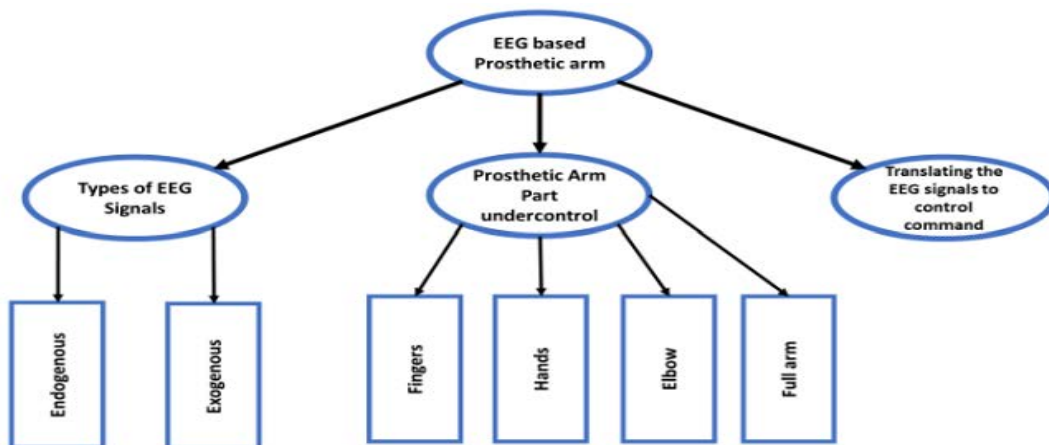 EEG based
Prosthetic arm
Types of EEG
Signals
Prosthetic Arm
Part
undercontrol
Translating the
EEG signals to
control
command
Endogenous
Exogenous
Fingers
Hands
Elbow
Full arm